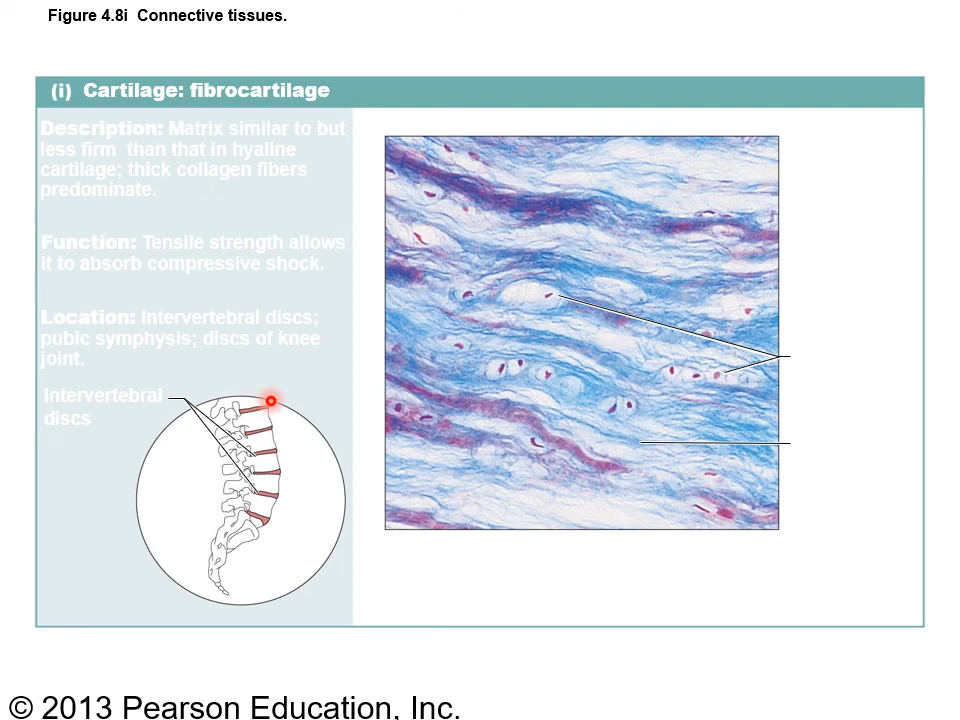 Figure 4.8i  Connective tissues.
(i)  Cartilage: fibrocartilage
Description: Matrix similar to but
less firm  than that in hyaline
cartilage; thick collagen fibers
predominate.
Function: Tensile strength allows
it to absorb compressive shock.
Location: Intervertebral discs;
pubic symphysis; discs of knee
joint.
Intervertebral
discs
© 2013 Pearson Education, Inc.